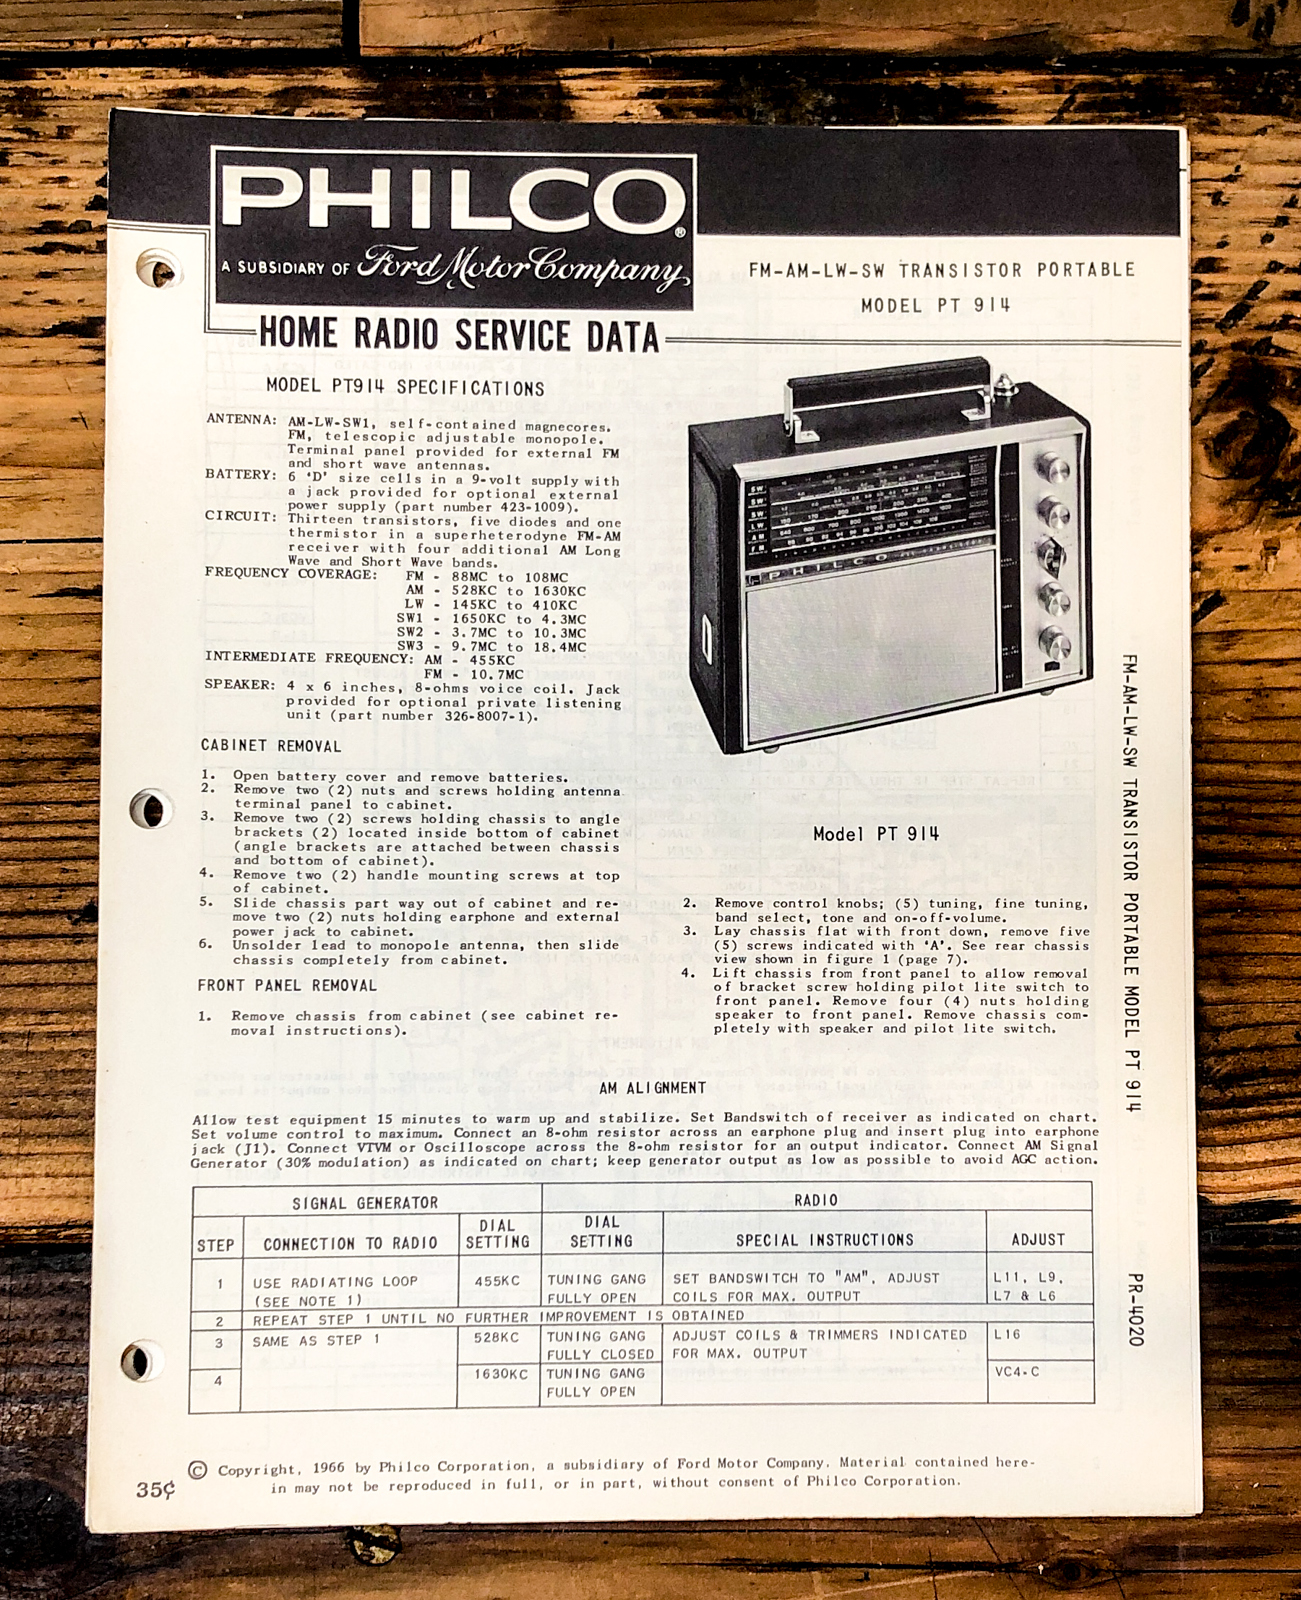 PHILCO®
A SUBSIDIARY OF Ford Motor Company,
FM-AM-LW-SW TRANSISTOR PORTABLE
MODEL PT 914
HOME RADIO SERVICE DATA
MODEL PT914 SPECIFICATIONS
ANTENNA: AM-LW-SW1, self-contained magnecores.
FM, telescopic adjustable monopole.
Terminal panel provided for external FM
and short wave antennas.
BATTERY: 6 'D' size cells in a 9-volt supply with
a jack provided for optional external
power supply (part number 423-1009).
CIRCUIT: Thirteen transistors, five diodes and one
thermistor in a superheterodyne FM-AM
receiver with four additional AM Long
Wave and Short Wave bands.
FREQUENCY COVERAGE: FM - 88MC to 108MC
AM - 528KC to 1630KC
LW - 145KC to 410KC
SW1 - 1650KC to 4.3MC
SW2 - 3.7MC to 10.3MC
SW3 - 9.7MC to 18.4MC
INTERMEDIATE FREQUENCY: AM - 455KC
FM - 10.7MC
SPEAKER: 4 x 6 inches, 8-ohms voice coil. Jack
provided for optional private listening
unit (part number 326-8007-1).
CABINET REMOVAL
1. Open battery cover and remove batteries.
2. Remove two (2) nuts and screws holding antenna
terminal panel to cabinet.
3. Remove two (2) screws holding chassis to angle
brackets (2) located inside bottom of cabinet
(angle brackets are attached between chassis
and bottom of cabinet).
4. Remove two (2) handle mounting screws at top
of cabinet.
5. Slide chassis part way out of cabinet and re-
move two (2) nuts holding earphone and external
power jack to cabinet.
6. Unsolder lead to monopole antenna, then slide
chassis completely from cabinet.
FRONT PANEL REMOVAL
1. Remove chassis from cabinet (see cabinet re-
moval instructions).
SW
SW
SW
LW
AM
FM
PHILCO
Model PT 914
2. Remove control knobs; (5) tuning, fine tuning,
band select, tone and on-off-volume.
3. Lay chassis flat with front down, remove five
(5) screws indicated with 'A'. See rear chassis
view shown in figure 1 (page 7).
4. Lift chassis from front panel to allow removal
of bracket screw holding pilot lite switch to
front panel. Remove four (4) nuts holding
speaker to front panel. Remove chassis com-
pletely with speaker and pilot lite switch.
AM ALIGNMENT
Allow test equipment 15 minutes to warm up and stabilize. Set Bandswitch of receiver as indicated on chart.
Set volume control to maximum. Connect an 8-ohm resistor across an earphone plug and insert plug into earphone
jack (J1). Connect VTVM or Oscilloscope across the 8-ohm resistor for an output indicator. Connect AM Signal
Generator (30% modulation) as indicated on chart; keep generator output as low as possible to avoid AGC action.
SIGNAL GENERATOR RADIO
STEP CONNECTION TO RADIO DIAL SETTING DIAL SETTING SPECIAL INSTRUCTIONS ADJUST
1 USE RADIATING LOOP 455KC TUNING GANG SET BANDSWITCH TO "AM", ADJUST L11, L9,
(SEE NOTE 1) FULLY OPEN COILS FOR MAX. OUTPUT L7 & L6
2 REPEAT STEP 1 UNTIL NO FURTHER IMPROVEMENT IS OBTAINED
3 SAME AS STEP 1 528KC TUNING GANG ADJUST COILS & TRIMMERS INDICATED L16
FULLY CLOSED FOR MAX. OUTPUT
4 1630KC TUNING GANG VC4-C
FULLY OPEN
© Copyright, 1966 by Philco Corporation, a subsidiary of Ford Motor Company. Material contained here-
in may not be reproduced in full, or in part, without consent of Philco Corporation.
35¢
FM-AM-LW-SW TRANSISTOR PORTABLE MODEL PT 914
PR-4020